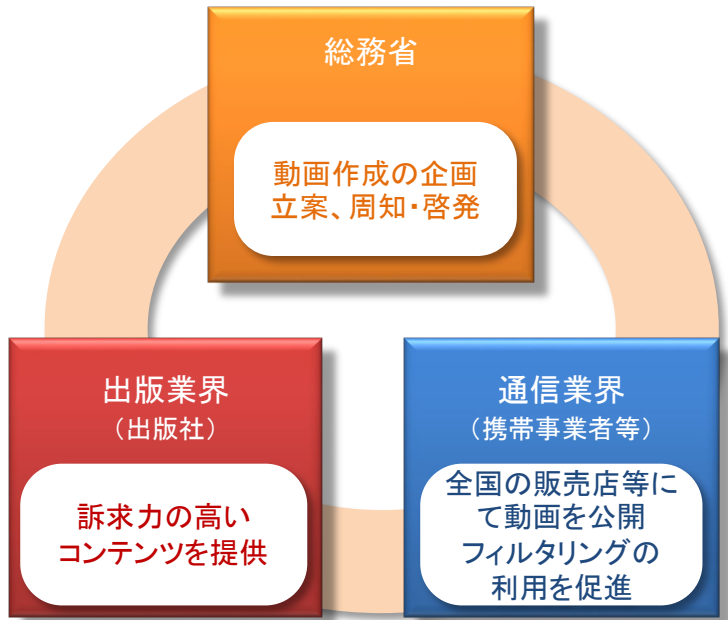 総務省
動画作成の企画
立案、周知・啓発
出版業界
（出版社）
訴求力の高い
コンテンツを提供
通信業界
（携帯事業者等）
全国の販売店等に
て動画を公開
フィルタリングの
利用を促進